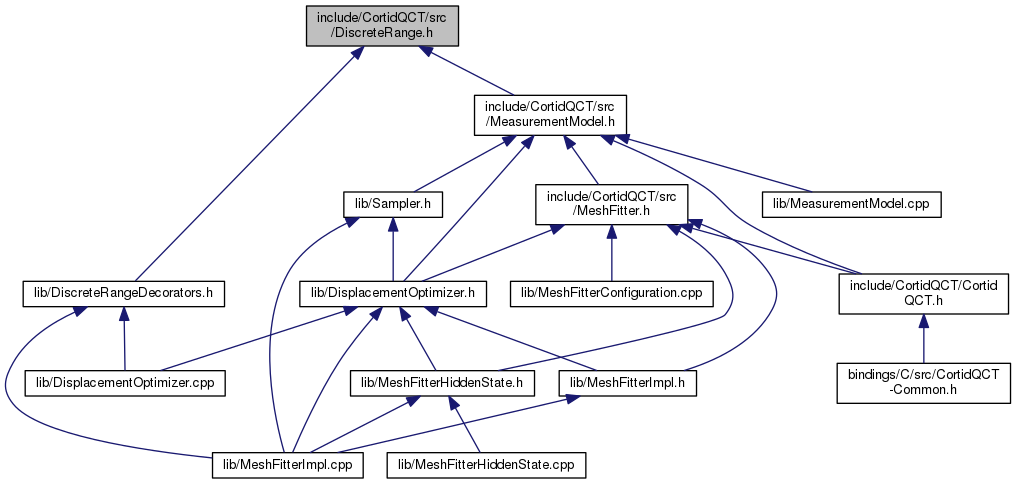 include/CortidQCT/src
/DiscreteRange.h
include/CortidQCT/src
/MeasurementModel.h
lib/Sampler.h
include/CortidQCT/src
/MeshFitter.h
lib/MeasurementModel.cpp
lib/DiscreteRangeDecorators.h
lib/DisplacementOptimizer.h
lib/MeshFitterConfiguration.cpp
include/CortidQCT/Cortid
QCT.h
lib/DisplacementOptimizer.cpp
lib/MeshFitterHiddenState.h
lib/MeshFitterImpl.h
bindings/C/src/CortidQCT
-Common.h
lib/MeshFitterImpl.cpp
lib/MeshFitterHiddenState.cpp